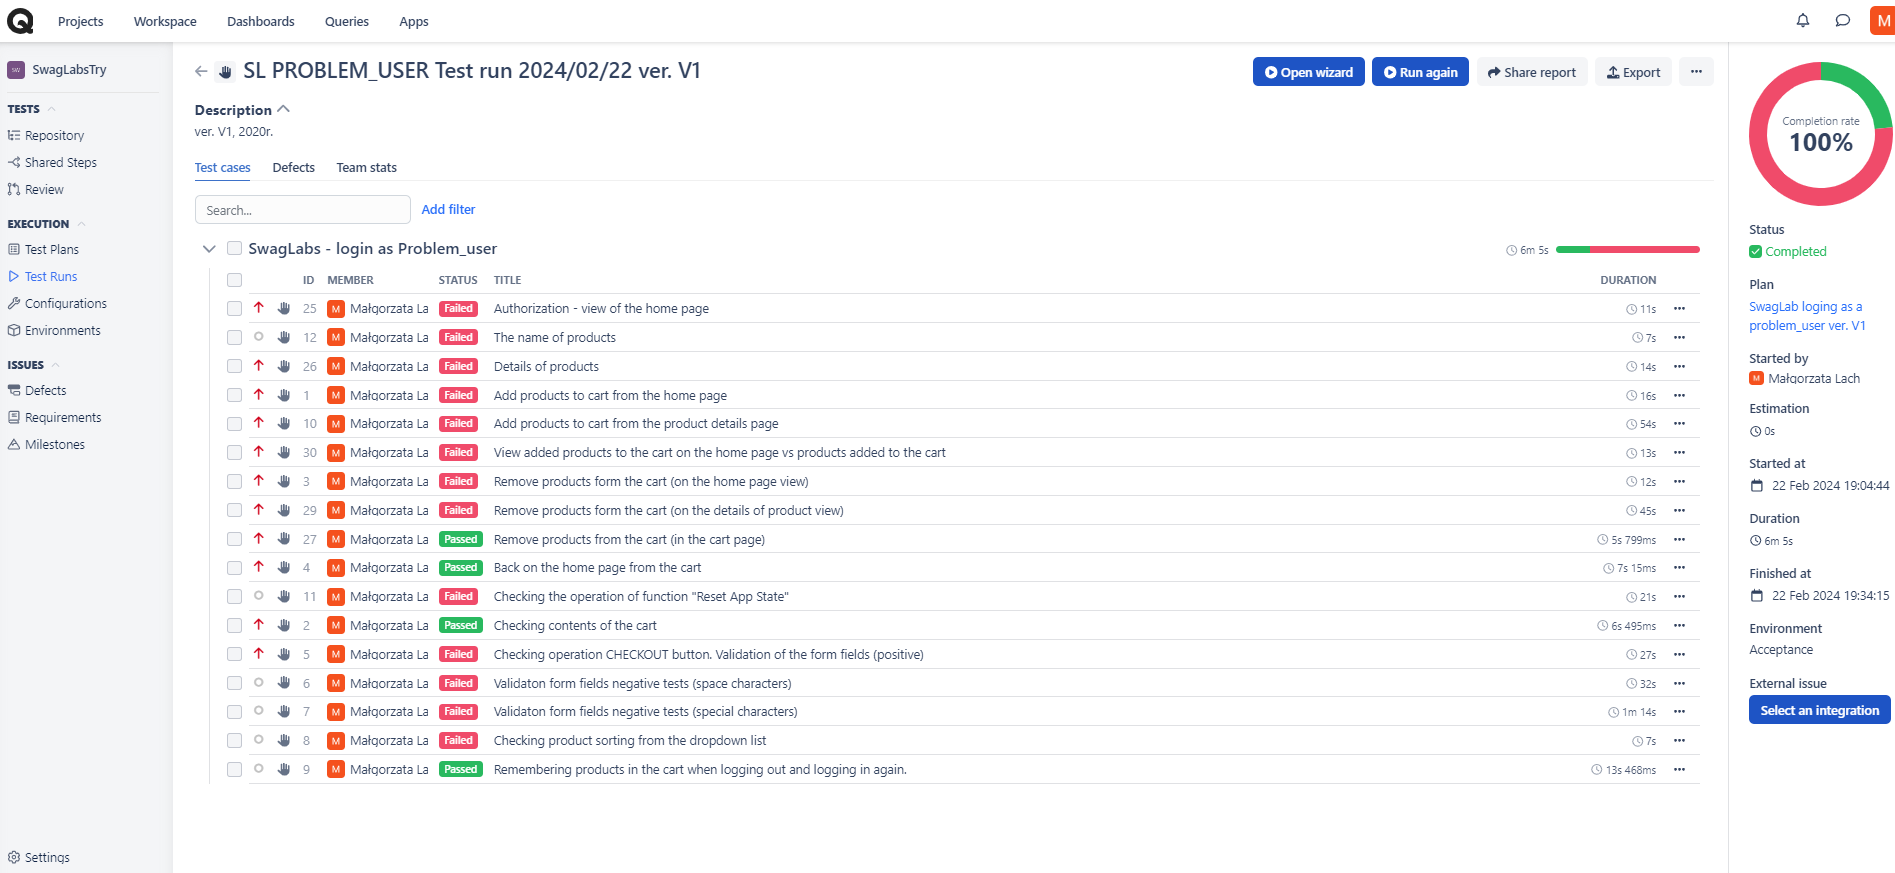 Projects Workspace Dashboards Queries Apps M
SW SwagLabsTry
TESTS
Repository
Shared Steps
Review
EXECUTION
Test Plans
Test Runs
Configurations
Environments
ISSUES
Defects
Requirements
Milestones
Settings
SL PROBLEM_USER Test run 2024/02/22 ver. V1
Open wizard Run again Share report Export ...
Description
ver. V1, 2020r.
Test cases Defects Team stats
Search... Add filter
SwagLabs - login as Problem_user 6m 5s
ID MEMBER STATUS TITLE DURATION
25 M Małgorzata La Failed Authorization - view of the home page 11s ...
12 M Małgorzata La Failed The name of products 7s ...
26 M Małgorzata La Failed Details of products 14s ...
1 M Małgorzata La Failed Add products to cart from the home page 16s ...
10 M Małgorzata La Failed Add products to cart from the product details page 54s ...
30 M Małgorzata La Failed View added products to the cart on the home page vs products added to the cart 13s ...
3 M Małgorzata La Failed Remove products form the cart (on the home page view) 12s ...
29 M Małgorzata La Failed Remove products form the cart (on the details of product view) 45s ...
27 M Małgorzata La Passed Remove products from the cart (in the cart page) 5s 799ms ...
4 M Małgorzata La Passed Back on the home page from the cart 7s 15ms ...
11 M Małgorzata La Failed Checking the operation of function "Reset App State" 21s ...
2 M Małgorzata La Passed Checking contents of the cart 6s 495ms ...
5 M Małgorzata La Failed Checking operation CHECKOUT button. Validation of the form fields (positive) 27s ...
6 M Małgorzata La Failed Validaton form fields negative tests (space characters) 32s ...
7 M Małgorzata La Failed Validaton form fields negative tests (special characters) 1m 14s ...
8 M Małgorzata La Failed Checking product sorting from the dropdown list 7s ...
9 M Małgorzata La Passed Remembering products in the cart when logging out and logging in again. 13s 468ms ...
Completion rate
100%
Status
Completed
Plan
SwagLab loging as a
problem_user ver. V1
Started by
M Małgorzata Lach
Estimation
0s
Started at
22 Feb 2024 19:04:44
Duration
6m 5s
Finished at
22 Feb 2024 19:34:15
Environment
Acceptance
External issue
Select an integration